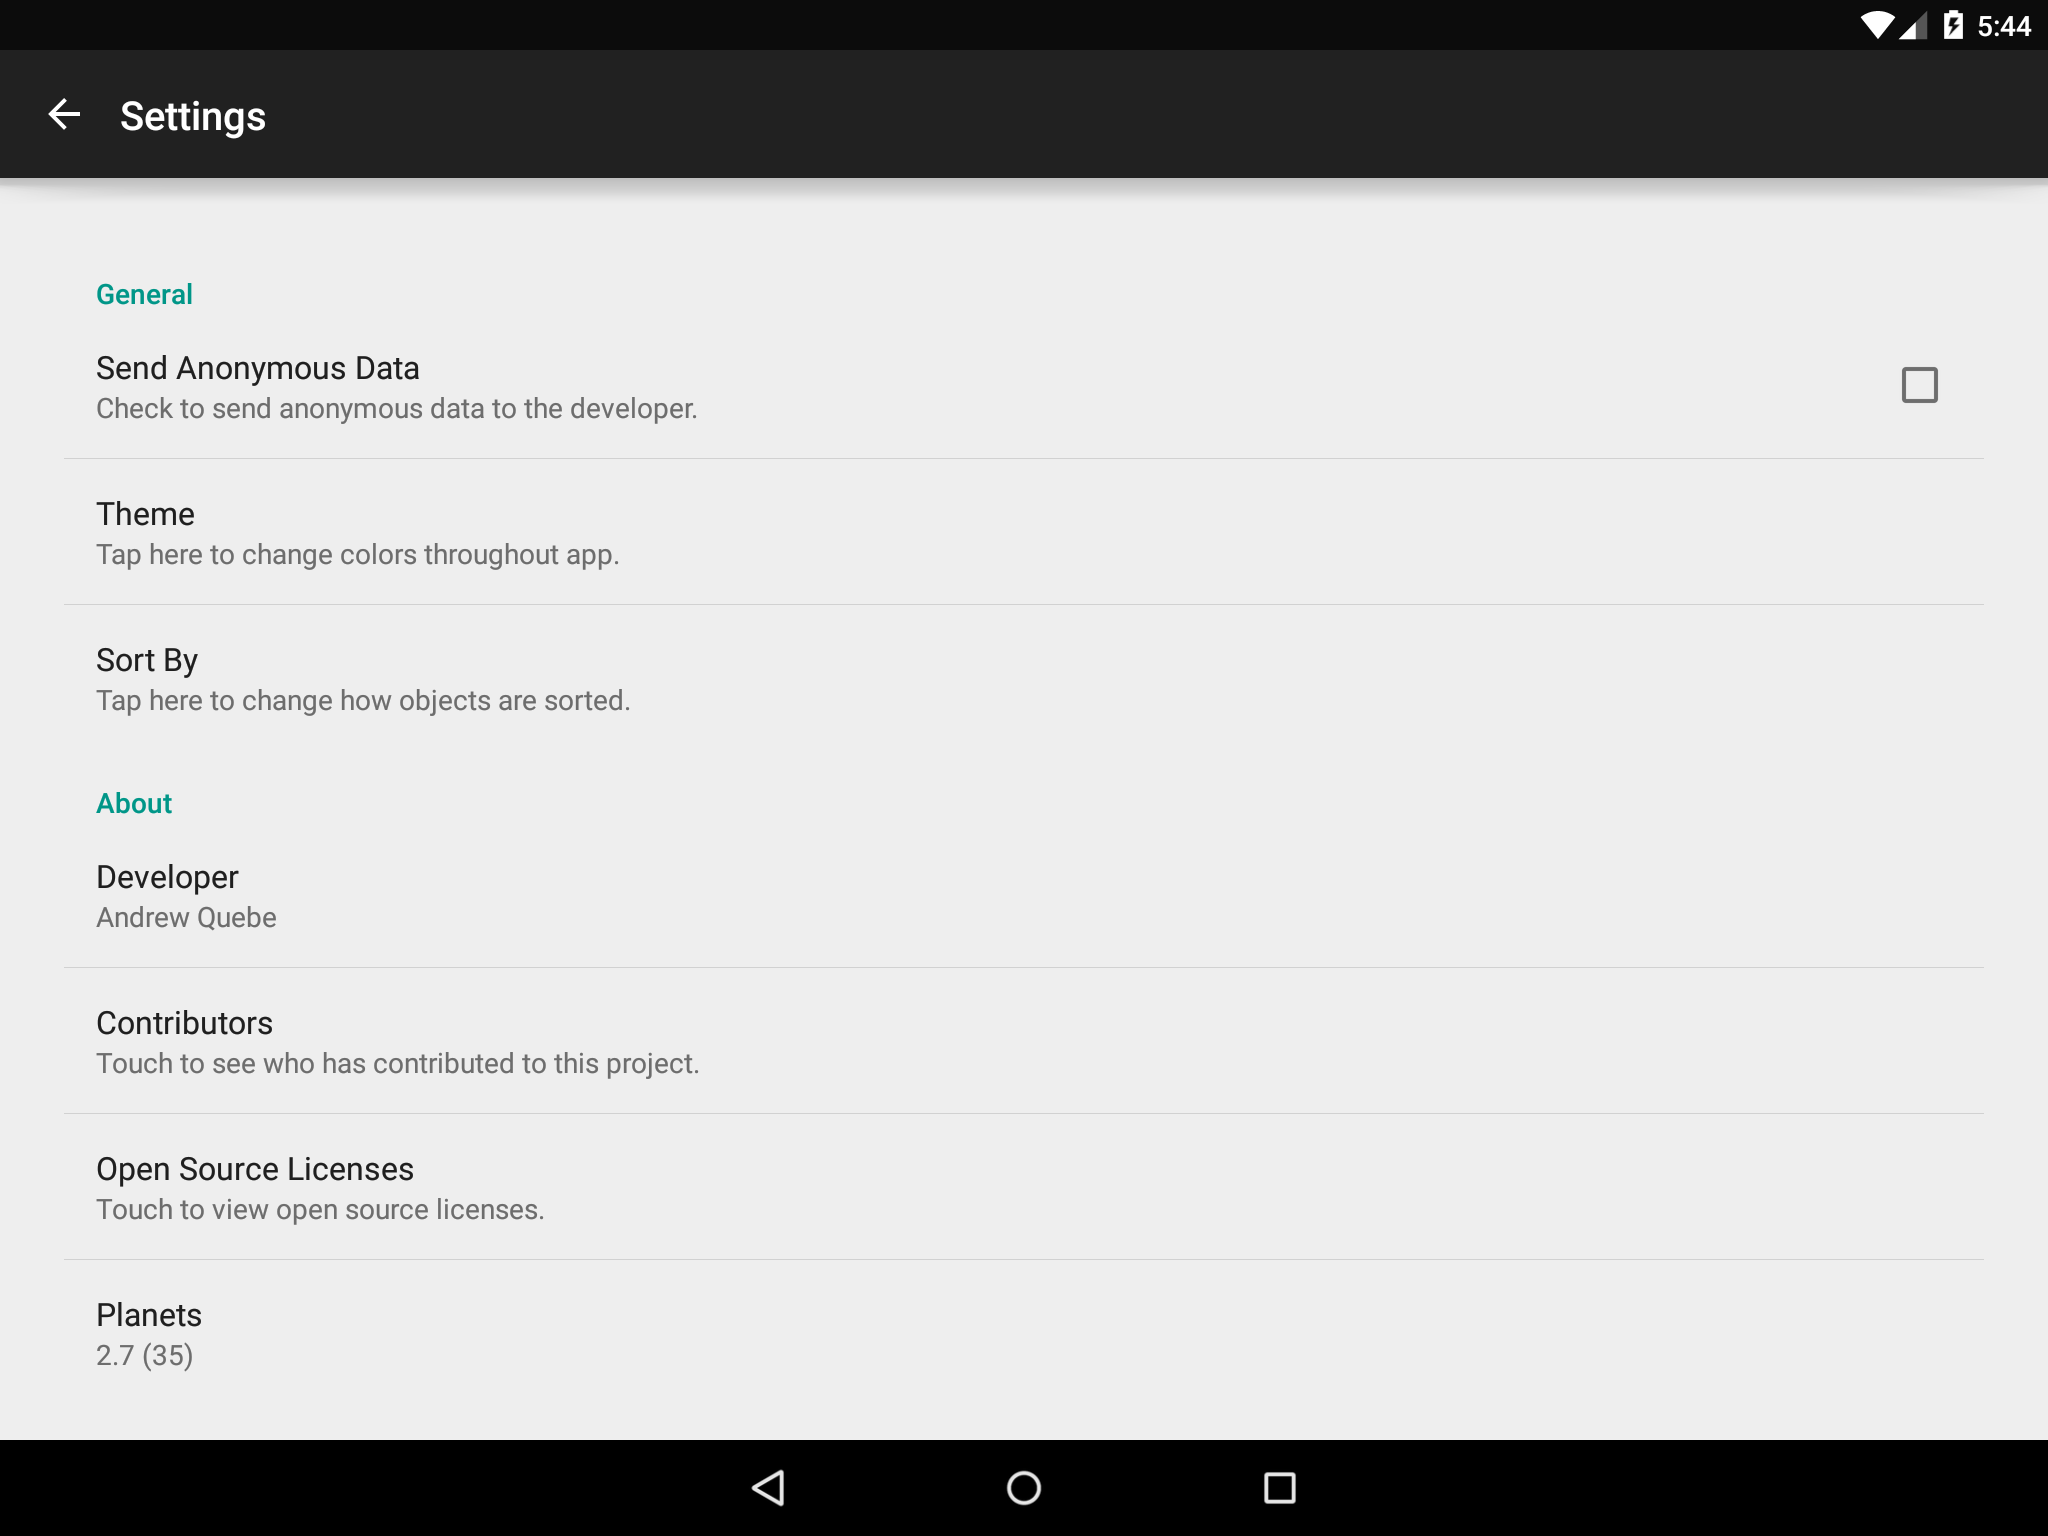 5:44
Settings
General
Send Anonymous Data
Check to send anonymous data to the developer.
Theme
Tap here to change colors throughout app.
Sort By
Tap here to change how objects are sorted.
About
Developer
Andrew Quebe
Contributors
Touch to see who has contributed to this project.
Open Source Licenses
Touch to view open source licenses.
Planets
2.7 (35)